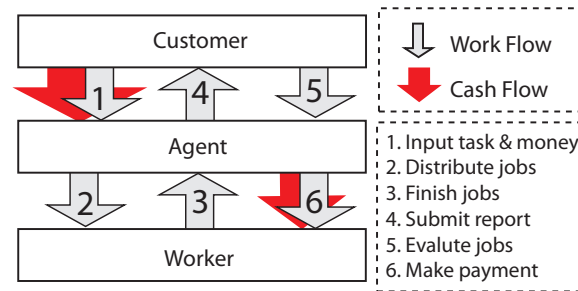 Customer
1
4
5
Agent
2
3
6
Worker
Work Flow
Cash Flow
1. Input task & money
2. Distribute jobs
3. Finish jobs
4. Submit report
5. Evalute jobs
6. Make payment